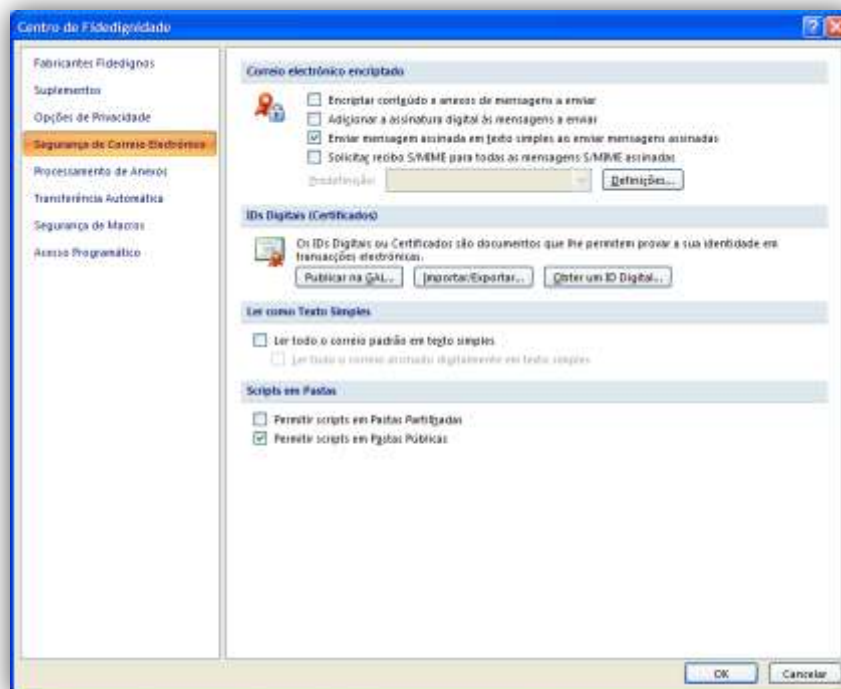 Centro de Fidedignidade
Fabricantes Fidedignos
Suplementos
Opções de Privacidade
Segurança de Correio Electrónico
Processamento de Anexos
Transferência Automática
Segurança de Macros
Acesso Programático
Correio electrónico encriptado
Encriptar conteúdo e anexos de mensagens a enviar
Adicionar a assinatura digital às mensagens a enviar
Enviar mensagem assinada em texto simples ao enviar mensagens assinadas
Solicitar recibo S/MIME para todas as mensagens S/MIME assinadas
Predefinição:
Definições...
IDs Digitais (Certificados)
Os IDs Digitais ou Certificados são documentos que lhe permitem provar a sua identidade em
transacções electrónicas.
Publicar na GAL... Importar/Exportar... Obter um ID Digital...
Ler como Texto Simples
Ler todo o correio padrão em texto simples
Ler todo o correio assinado digitalmente em texto simples
Scripts em Pastas
Permitir scripts em Pastas Partilhadas
Permitir scripts em Pastas Públicas
OK Cancelar